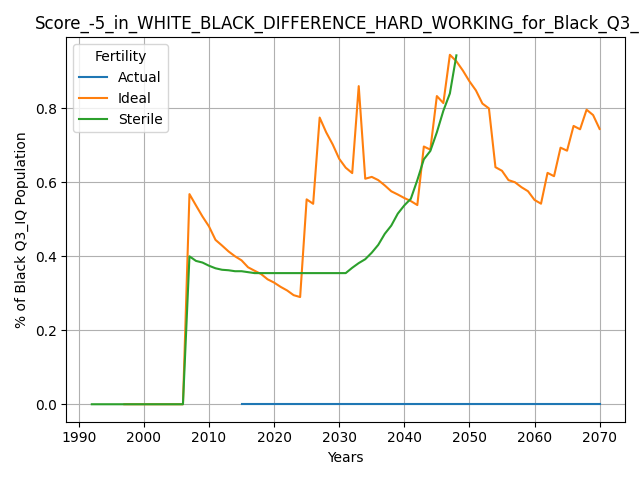 Score_-5_in_WHITE_BLACK_DIFFERENCE_HARD_WORKING_for_Black_Q3_
Fertility
Actual
Ideal
Sterile
% of Black Q3_IQ Population
0.8
0.6
0.4
0.2
0.0
1990 2000 2010 2020 2030 2040 2050 2060 2070
Years